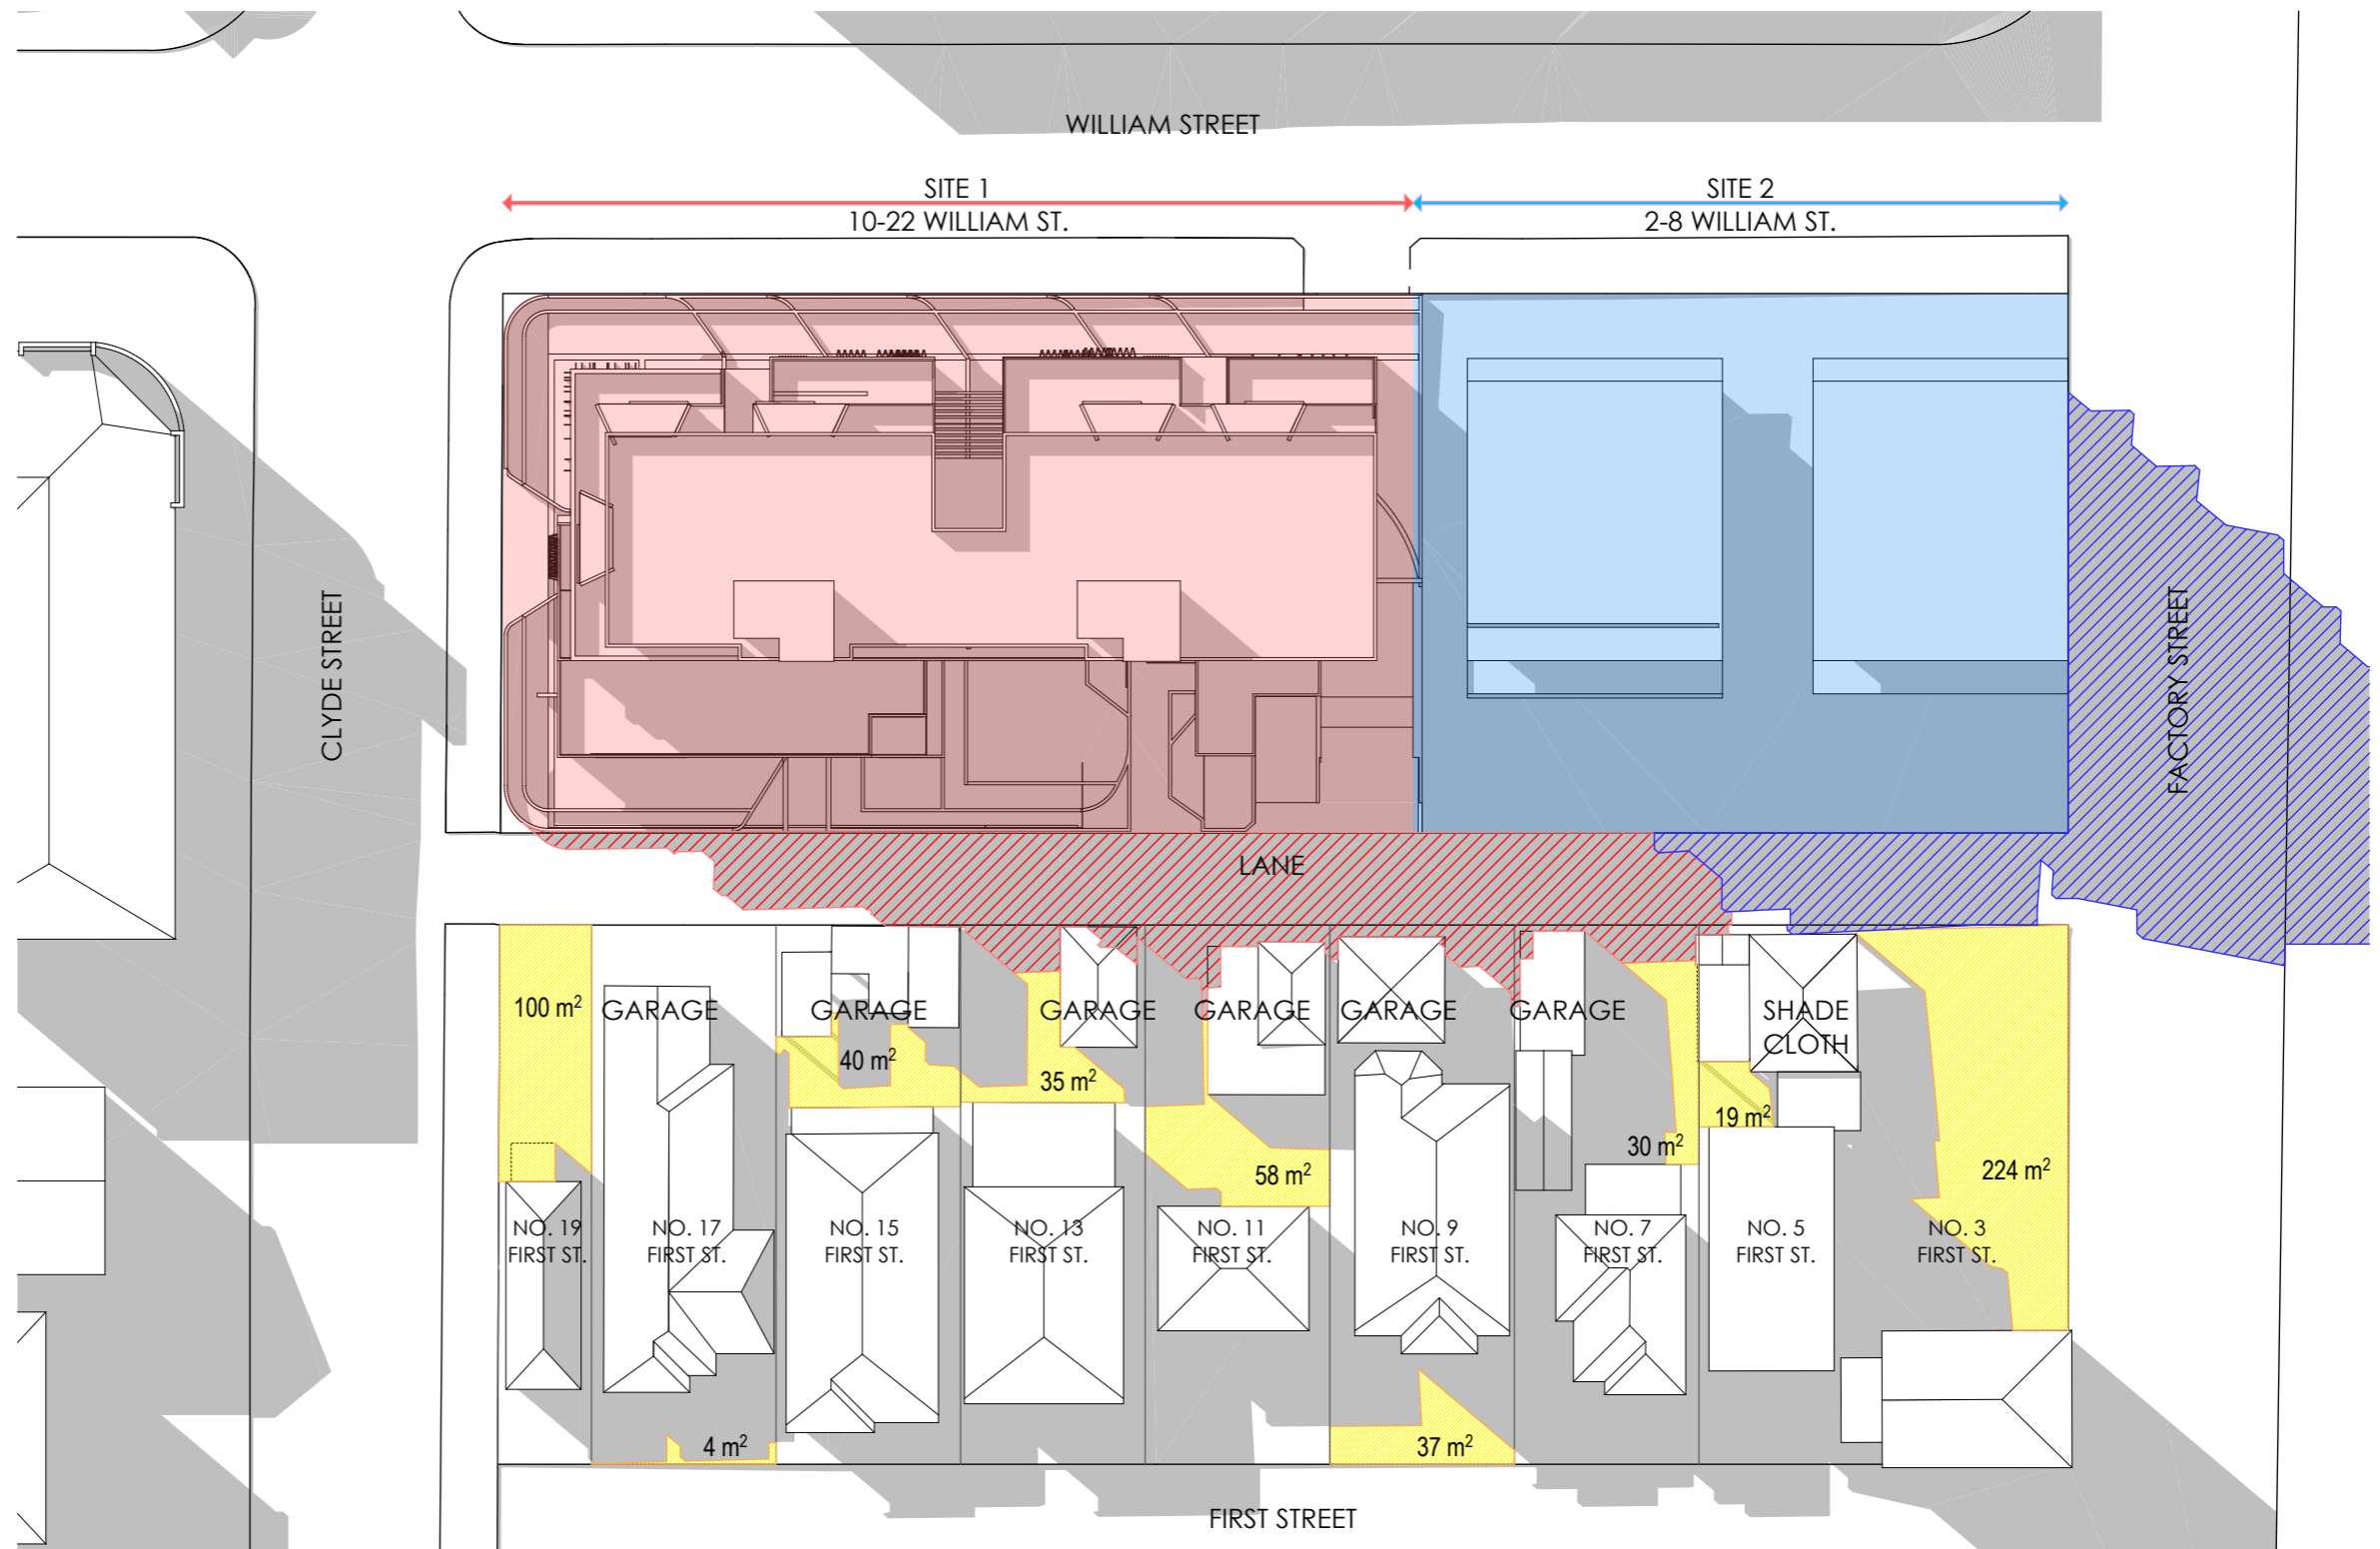 WILLIAM STREET
SITE 1
10-22 WILLIAM ST.
SITE 2
2-8 WILLIAM ST.
CLYDE STREET
FACTORY STREET
LANE
100 m²
GARAGE
GARAGE
GARAGE
GARAGE
GARAGE
GARAGE
SHADE
CLOTH
40 m²
35 m²
58 m²
30 m²
19 m²
224 m²
NO. 19
FIRST ST.
NO. 17
FIRST ST.
NO. 15
FIRST ST.
NO. 13
FIRST ST.
NO. 11
FIRST ST.
NO. 9
FIRST ST.
NO. 7
FIRST ST.
NO. 5
FIRST ST.
NO. 3
FIRST ST.
4 m²
37 m²
FIRST STREET